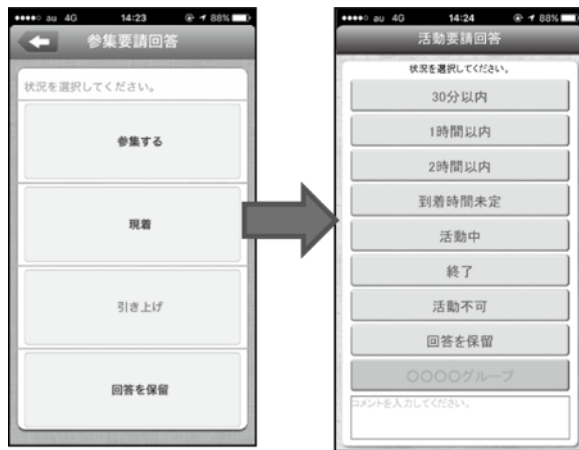 au 4G 14:23 88%
参集要請回答
状況を選択してください。
参集する
現着
引き上げ
回答を保留
au 4G 14:24 88%
活動要請回答
状況を選択してください。
30分以内
1時間以内
2時間以内
到着時間未定
活動中
終了
活動不可
回答を保留
〇〇〇〇グループ
コメントを入力してください。